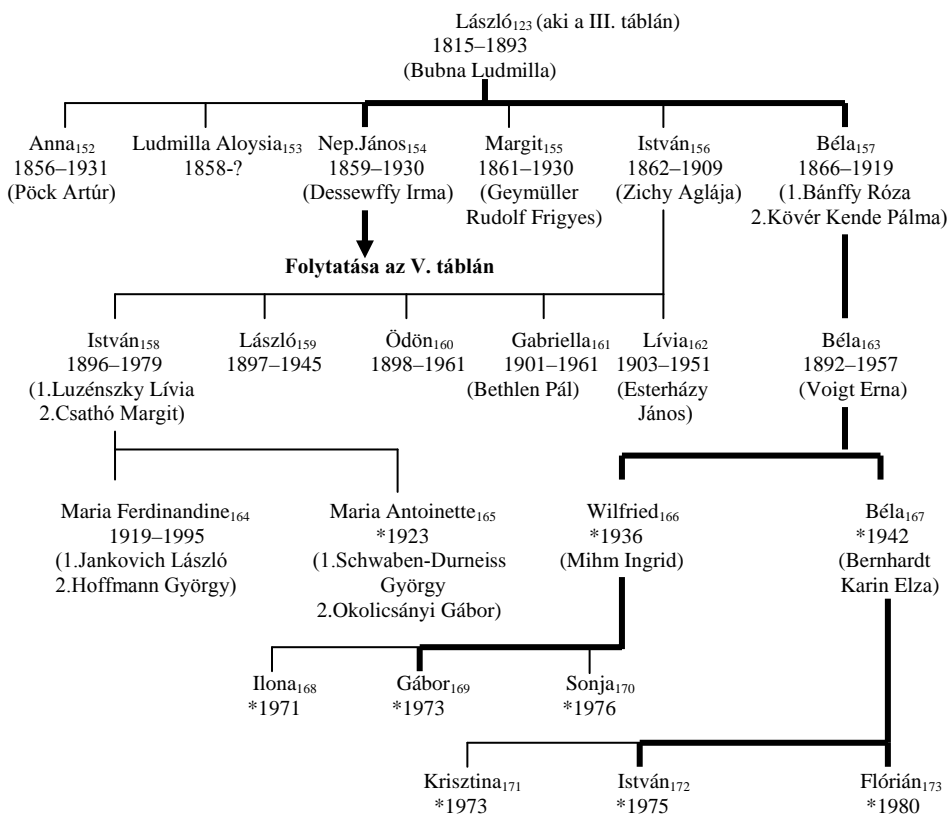 László123 (aki a III. táblán)
1815–1893
(Bubna Ludmilla)
Anna152
1856–1931
(Pöck Artúr)
Ludmilla Aloysia153
1858-?
Nep.János154
1859–1930
(Dessewffy Irma)
Margit155
1861–1930
(Geymüller
Rudolf Frigyes)
István156
1862–1909
(Zichy Aglája)
Béla157
1866–1919
(1.Bánffy Róza
2.Kövér Kende Pálma)
Folytatása az V. táblán
István158
1896–1979
(1.Luzénszky Lívia
2.Csathó Margit)
László159
1897–1945
Ödön160
1898–1961
Gabriella161
1901–1961
(Bethlen Pál)
Lívia162
1903–1951
(Esterházy
János)
Béla163
1892–1957
(Voigt Erna)
Maria Ferdinandine164
1919–1995
(1.Jankovich László
2.Hoffmann György)
Maria Antoinette165
*1923
(1.Schwaben-Durneiss
György
2.Okolicsányi Gábor)
Wilfried166
*1936
(Mihm Ingrid)
Béla167
*1942
(Bernhardt
Karin Elza)
Ilona168
*1971
Gábor169
*1973
Sonja170
*1976
Krisztina171
*1973
István172
*1975
Flórián173
*1980